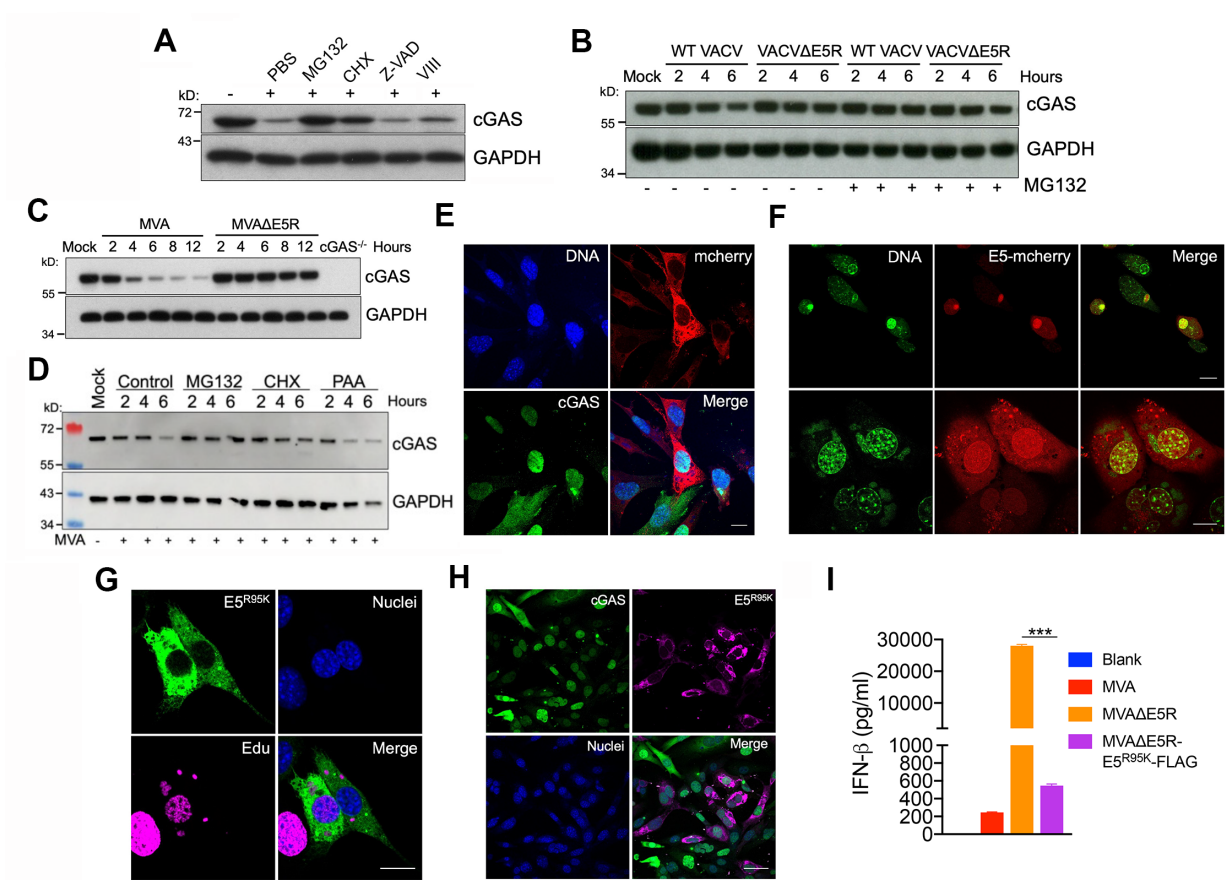 A
PBS MG132 CHX Z-VAD VIII
kD: - + + + + +
72
cGAS
43
GAPDH
B
WT VACV VACVΔE5R WT VACV VACVΔE5R
Mock 2 4 6 2 4 6 2 4 6 2 4 6 Hours
kD:
cGAS
55
GAPDH
34
- - - - - - - + + + + + + MG132
C
MVA MVAΔE5R
Mock 2 4 6 8 12 2 4 6 8 12 cGAS-/- Hours
kD:
cGAS
55
GAPDH
34
D
Mock Control MG132 CHX PAA
2 4 6 2 4 6 2 4 6 2 4 6 Hours
kD:
72
cGAS
55
43
GAPDH
34
MVA - + + + + + + + + + + + +
E
DNA mcherry
cGAS Merge
F
DNA E5-mcherry Merge
G
E5R95K Nuclei
Edu Merge
H
cGAS E5R95K
Nuclei Merge
I
IFN-β (pg/ml)
30000
20000
10000
1000
800
600
400
200
0
***
Blank
MVA
MVAΔE5R
MVAΔE5R-
E5R95K-FLAG